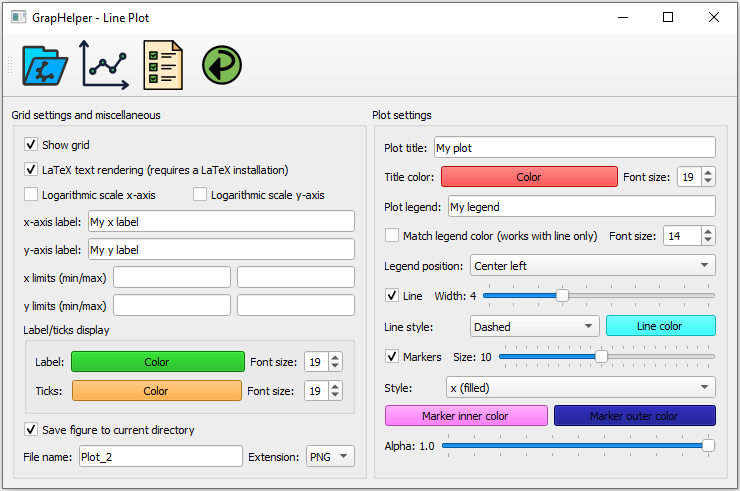 GrapHelper - Line Plot
Grid settings and miscellaneous
Show grid
LaTeX text rendering (requires a LaTeX installation)
Logarithmic scale x-axis Logarithmic scale y-axis
x-axis label: My x label
y-axis label: My y label
x limits (min/max)
y limits (min/max)
Label/ticks display
Label: Color Font size: 19
Ticks: Color Font size: 19
Save figure to current directory
File name: Plot_2 Extension: PNG
Plot settings
Plot title: My plot
Title color: Color Font size: 19
Plot legend: My legend
Match legend color (works with line only) Font size: 14
Legend position: Center left
Line Width: 4
Line style: Dashed Line color
Markers Size: 10
Style: x (filled)
Marker inner color Marker outer color
Alpha: 1.0